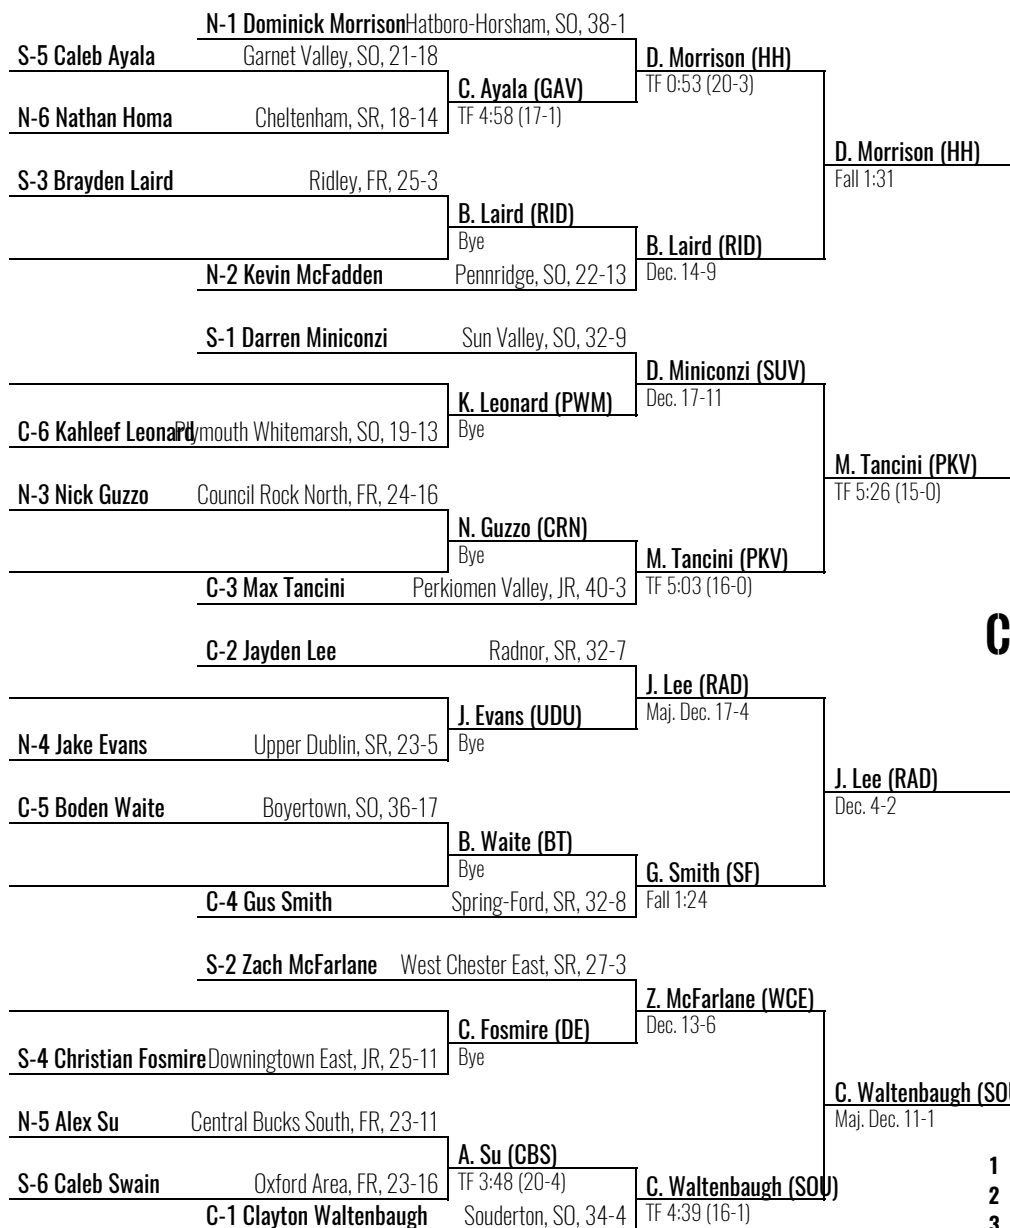 N-1 Dominick Morrison Hatboro-Horsham, SO, 38-1
S-5 Caleb Ayala Garnet Valley, SO, 21-18
D. Morrison (HH)
TF 0:53 (20-3)
C. Ayala (GAV)
TF 4:58 (17-1)
N-6 Nathan Homa Cheltenham, SR, 18-14
D. Morrison (HH)
Fall 1:31
S-3 Brayden Laird Ridley, FR, 25-3
B. Laird (RID)
Bye
B. Laird (RID)
Dec. 14-9
N-2 Kevin McFadden Pennridge, SO, 22-13
S-1 Darren Miniconzi Sun Valley, SO, 32-9
D. Miniconzi (SUV)
Dec. 17-11
K. Leonard (PWM)
Bye
C-6 Kahleef Leonard Plymouth Whitemarsh, SO, 19-13
M. Tancini (PKV)
TF 5:26 (15-0)
N-3 Nick Guzzo Council Rock North, FR, 24-16
N. Guzzo (CRN)
Bye
M. Tancini (PKV)
TF 5:03 (16-0)
C-3 Max Tancini Perkiomen Valley, JR, 40-3
C
C-2 Jayden Lee Radnor, SR, 32-7
J. Lee (RAD)
Maj. Dec. 17-4
J. Evans (UDU)
Bye
N-4 Jake Evans Upper Dublin, SR, 23-5
J. Lee (RAD)
Dec. 4-2
C-5 Boden Waite Boyertown, SO, 36-17
B. Waite (BT)
Bye
G. Smith (SF)
Fall 1:24
C-4 Gus Smith Spring-Ford, SR, 32-8
S-2 Zach McFarlane West Chester East, SR, 27-3
Z. McFarlane (WCE)
Dec. 13-6
C. Fosmire (DE)
Bye
S-4 Christian Fosmire Downingtown East, JR, 25-11
C. Waltenbaugh (SOU
Maj. Dec. 11-1
N-5 Alex Su Central Bucks South, FR, 23-11
A. Su (CBS)
TF 3:48 (20-4)
1
S-6 Caleb Swain Oxford Area, FR, 23-16
C. Waltenbaugh (SOU)
TF 4:39 (16-1)
2
C-1 Clayton Waltenbaugh Souderton, SO, 34-4
3